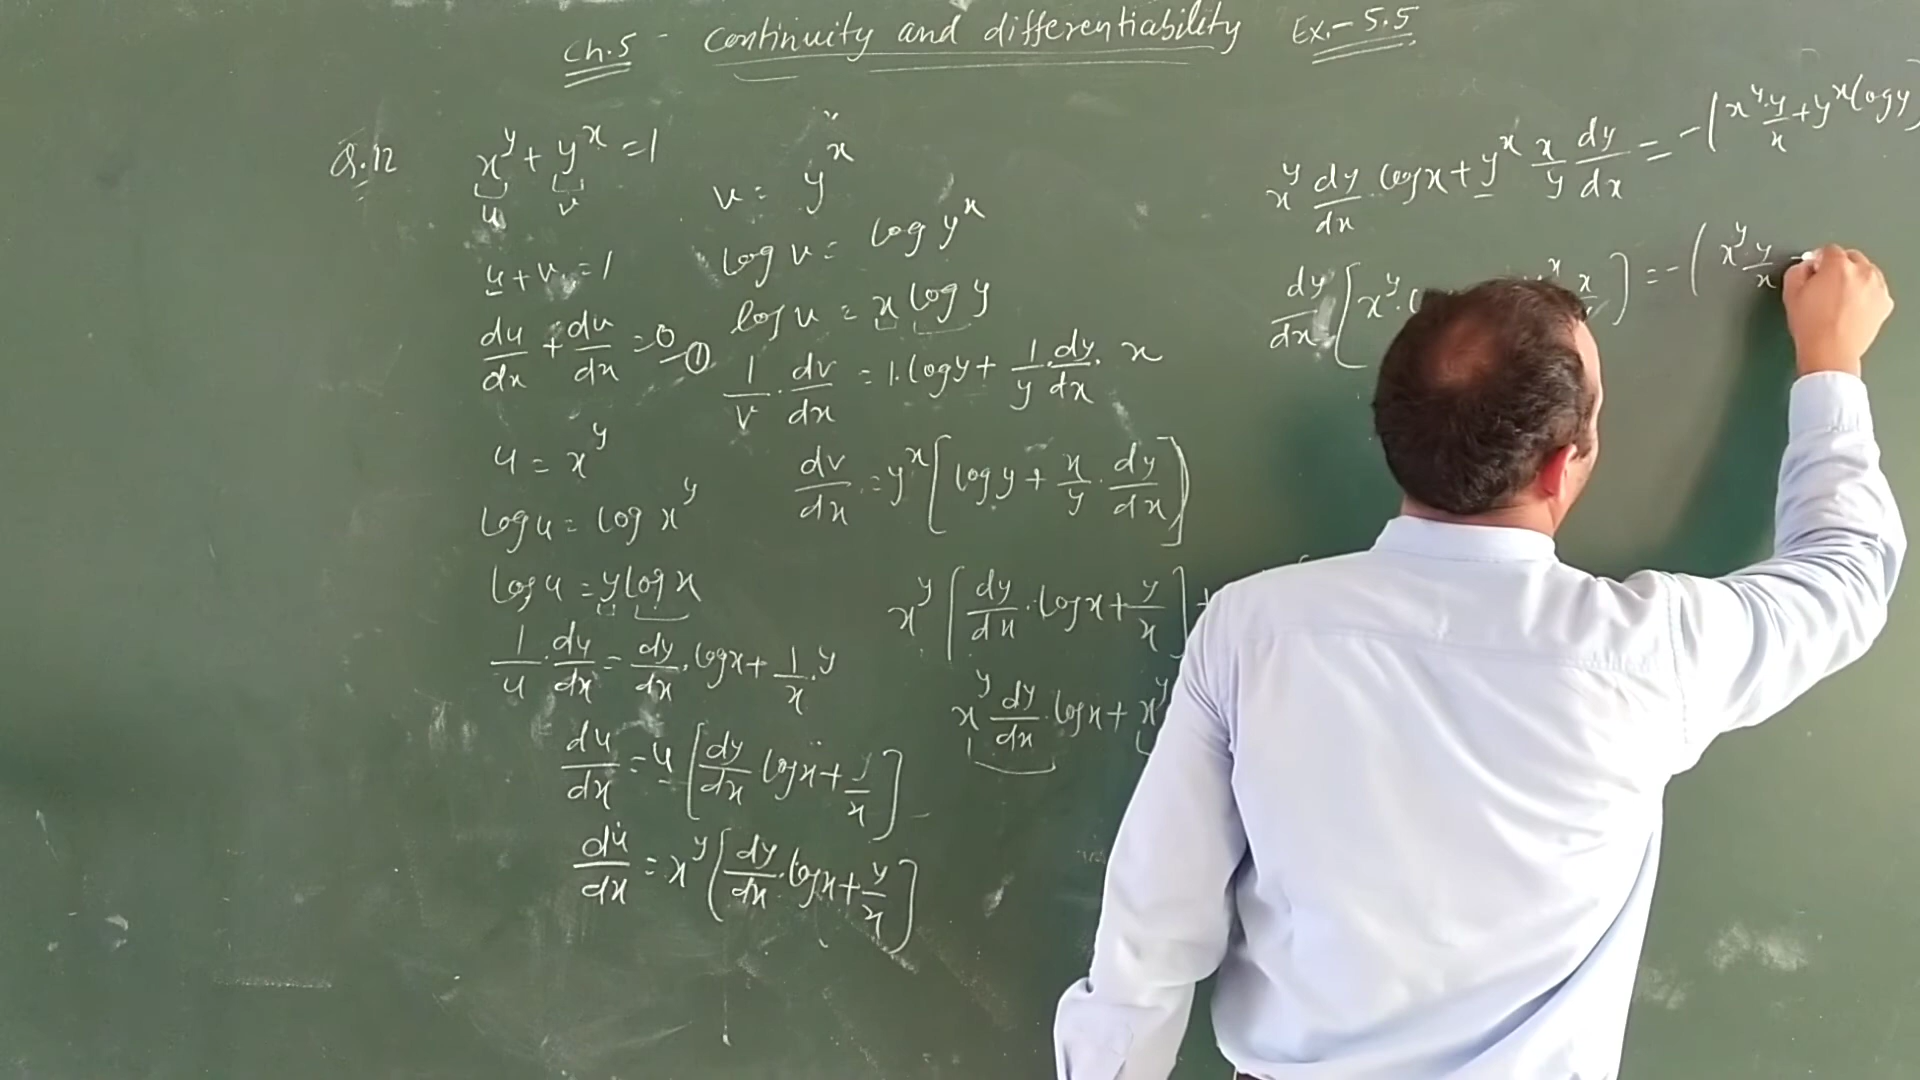 Ch.5 - Continuity and differentiability Ex.- 5.5
Q.12 x^y + y^x = 1
u v
u + v = 1
du/dx + dv/dx = 0 - ①
u = x^y
log u = log x^y
log u = y log x
1/u . du/dx = dy/dx . log x + 1/x . y
du/dx = u [dy/dx log x + y/x]
du/dx = x^y [dy/dx . log x + y/x]
v = y^x
log v = log y^x
log v = x log y
1/v . dv/dx = 1. log y + 1/y . dy/dx . x
dv/dx = y^x [log y + x/y . dy/dx]
x^y [dy/dx . log x + y/x] +
x^y dy/dx . log x + x^y
x^y dy/dx log x + y^x x/y dy/dx = -(x^y . y/x + y^x log y)
dy/dx [x^y . x/ ] = -(x^y . y/x